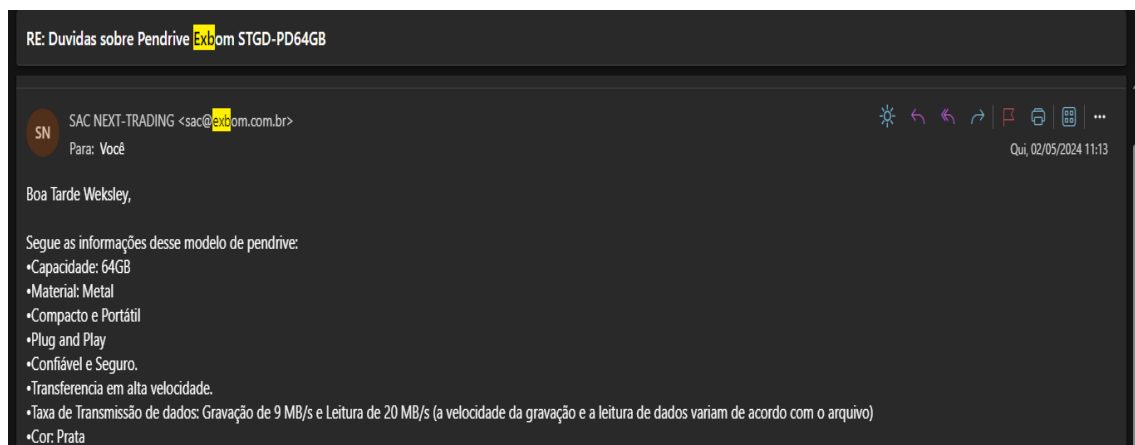 RE: Duvidas sobre Pendrive Exbom STGD-PD64GB
SN
SAC NEXT-TRADING <sac@exbom.com.br>
Para: Você
Qui, 02/05/2024 11:13
Boa Tarde Weksley,
Segue as informações desse modelo de pendrive:
•Capacidade: 64GB
•Material: Metal
•Compacto e Portátil
•Plug and Play
•Confiável e Seguro.
•Transferencia em alta velocidade.
•Taxa de Transmissão de dados: Gravação de 9 MB/s e Leitura de 20 MB/s (a velocidade da gravação e a leitura de dados variam de acordo com o arquivo)
•Cor: Prata